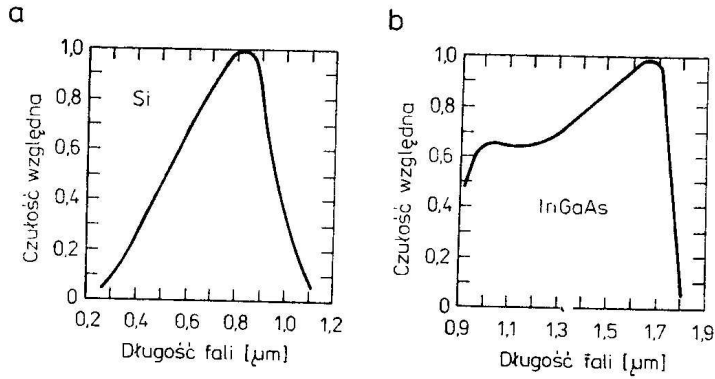 a
1,0
0,8
0,6
0,4
0,2
0
Czułość względna
Si
0,2 0,4 0,6 0,8 1,0 1,2
Długość fali [μm]
b
1,0
0,8
0,6
0,4
0,2
0
Czułość względna
InGaAs
0,9 1,1 1,3 1,5 1,7 1,9
Długość fali [μm]